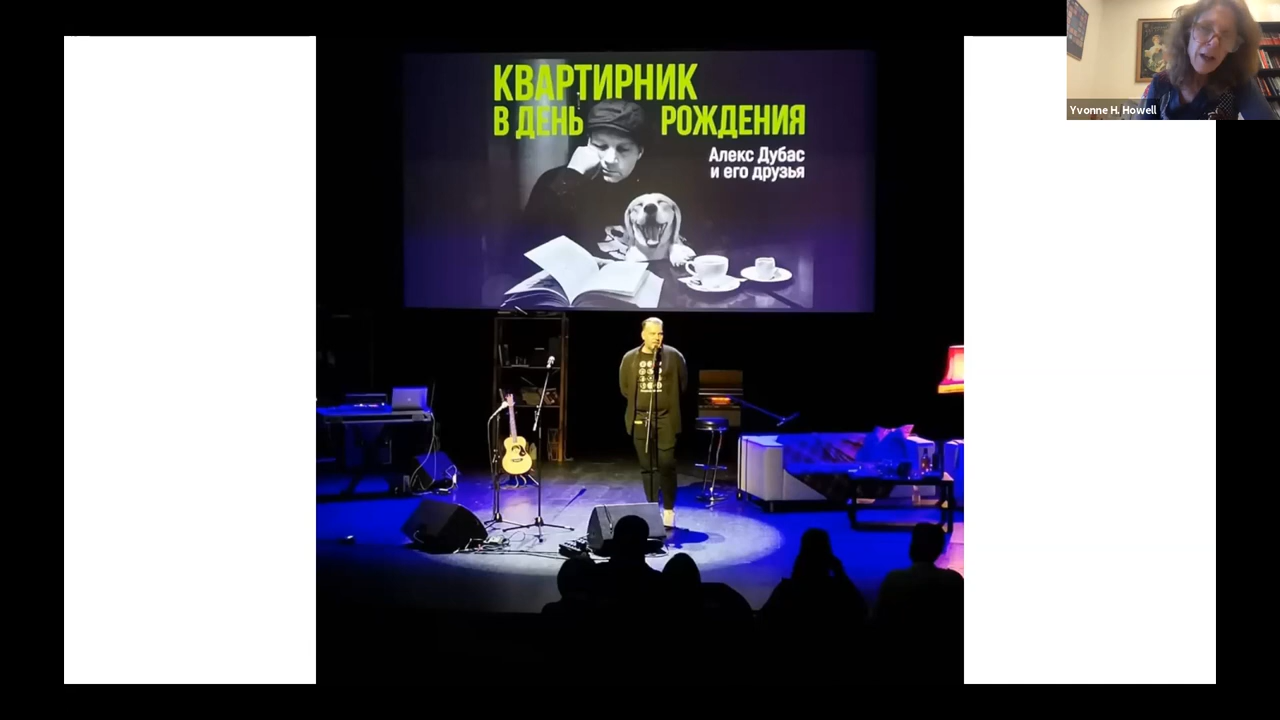 КВАРТИРНИК
В ДЕНЬ РОЖДЕНИЯ
Алекс Дубас
и его друзья
Yvonne H. Howell